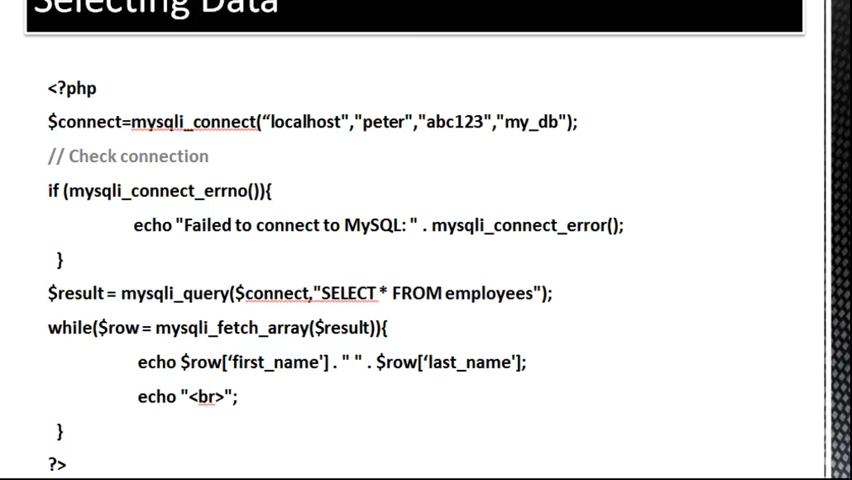 Selecting Data
<?php
$connect=mysqli_connect(“localhost","peter","abc123","my_db");
// Check connection
if (mysqli_connect_errno()){
echo "Failed to connect to MySQL: " . mysqli_connect_error();
}
$result = mysqli_query($connect,"SELECT * FROM employees");
while($row = mysqli_fetch_array($result)){
echo $row[‘first_name'] . " " . $row[‘last_name'];
echo "<br>";
}
?>